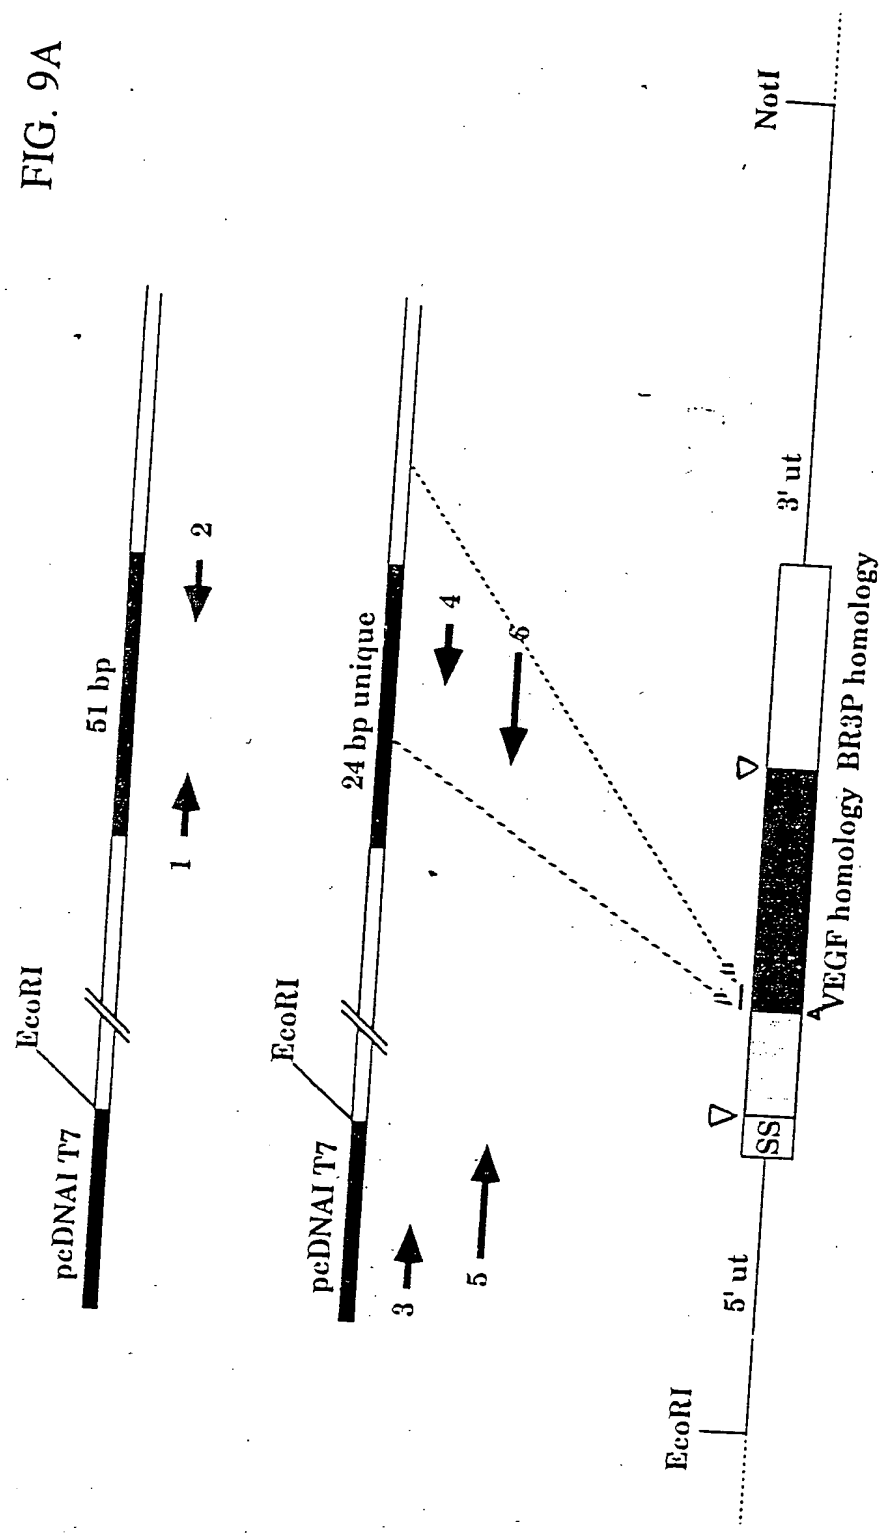 FIG. 9A
pcDNAI T7
EcoRI
51 bp
1
2
pcDNAI T7
EcoRI
24 bp unique
3
4
5
6
EcoRI
5' ut
SS
VEGF homology
BR3P homology
3' ut
NotI